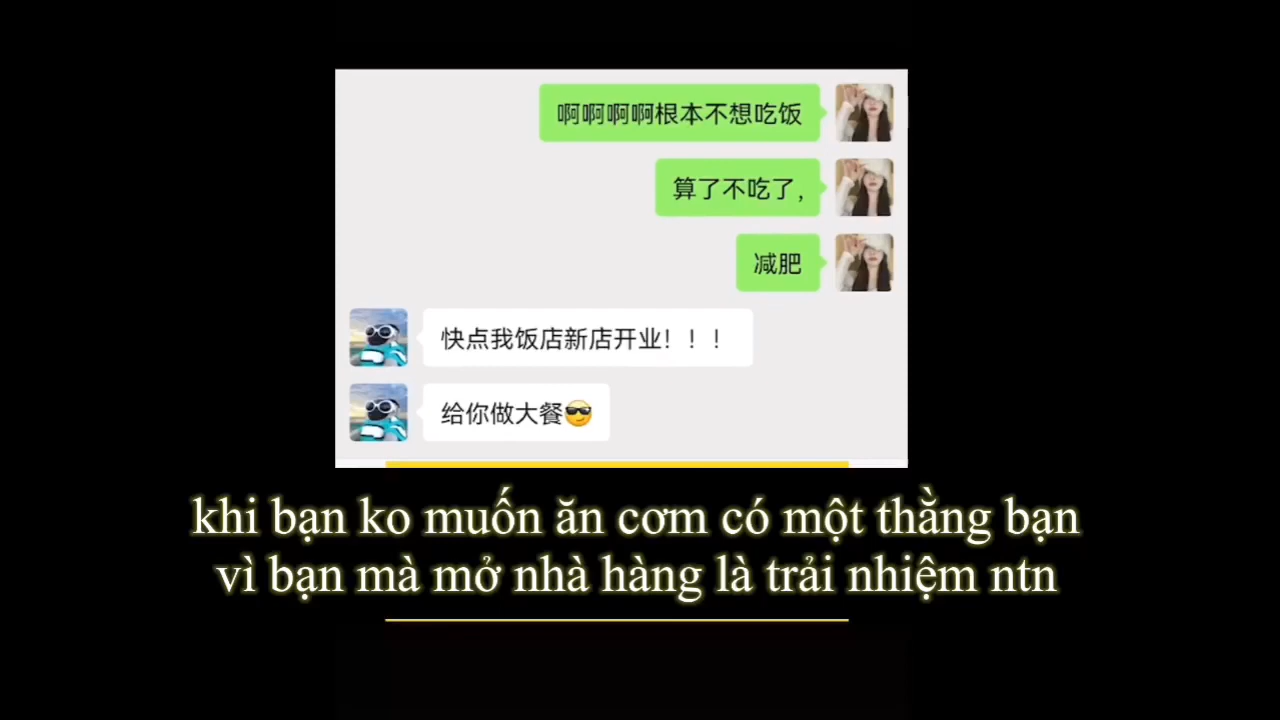 啊啊啊啊根本不想吃饭
算了不吃了,
减肥
快点我饭店新店开业！！！
给你做大餐😎
khi bạn ko muốn ăn cơm có một thằng bạn
vì bạn mà mở nhà hàng là trải nhiệm ntn